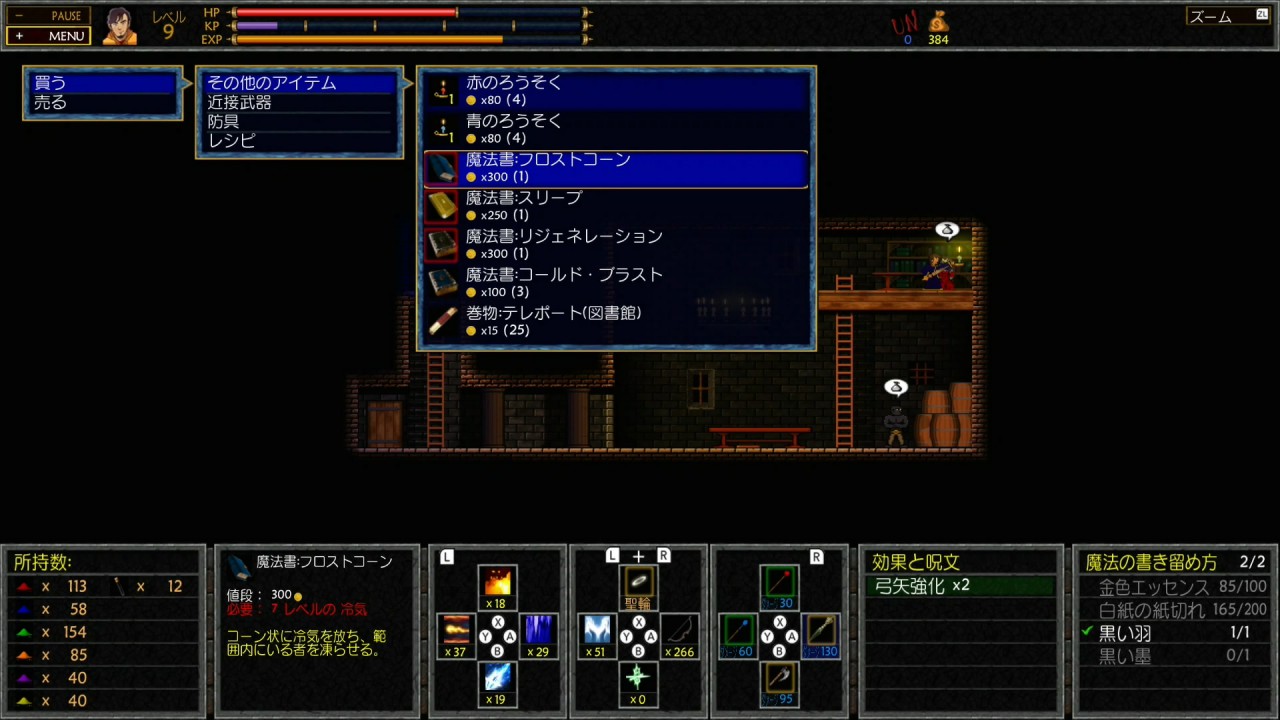 － PAUSE
＋ MENU
レベル
9
HP
KP
EXP
UN
0
384
ズーム ZL
買う
売る
その他のアイテム
近接武器
防具
レシピ
赤のろうそく
1
x80 (4)
青のろうそく
1
x80 (4)
魔法書:フロストコーン
x300 (1)
魔法書:スリープ
x250 (1)
魔法書:リジェネレーション
x300 (1)
魔法書:コールド・ブラスト
x100 (3)
巻物:テレポート(図書館)
x15 (25)
所持数:
x 113 x 12
x 58
x 154
x 85
x 40
x 40
魔法書:フロストコーン
値段： 300
必要： 7 レベルの 冷気
コーン状に冷気を放ち、範
囲内にいる者を凍らせる。
L
x18
x37 X Y A B x29
x19
L + R
聖輪
x51 X Y A B x266
x0
R
30
60 X Y A B 130
95
効果と呪文
弓矢強化 x2
魔法の書き留め方 2/2
金色エッセンス 85/100
白紙の紙切れ 165/200
黒い羽 1/1
黒い墨 0/1